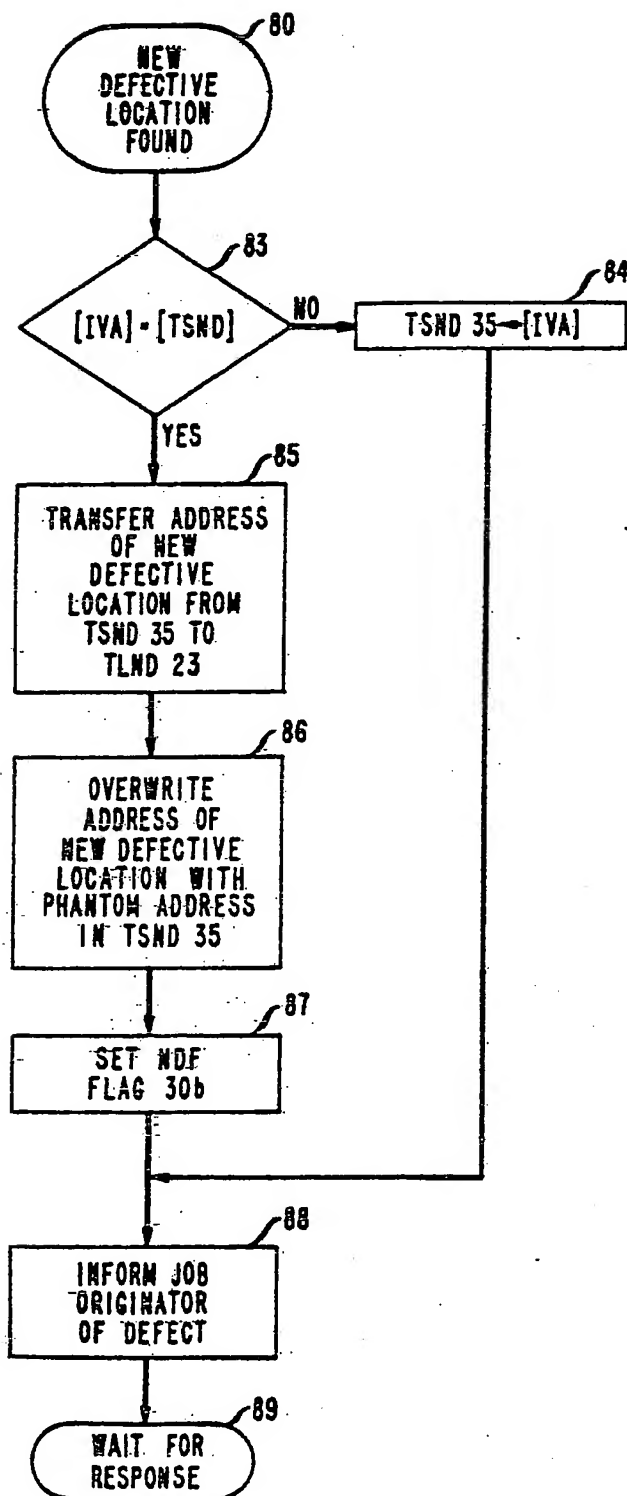 80
NEW
DEFECTIVE
LOCATION
FOUND
83
[IVA] = [TSND]
NO
84
TSND 35←[IVA]
YES
85
TRANSFER ADDRESS
OF NEW
DEFECTIVE
LOCATION FROM
TSND 35 TO
TLND 23
86
OVERWRITE
ADDRESS OF
NEW DEFECTIVE
LOCATION WITH
PHANTOM ADDRESS
IN TSND 35
87
SET NDF
FLAG 30b
88
INFORM JOB
ORIGINATOR
OF DEFECT
89
WAIT FOR
RESPONSE